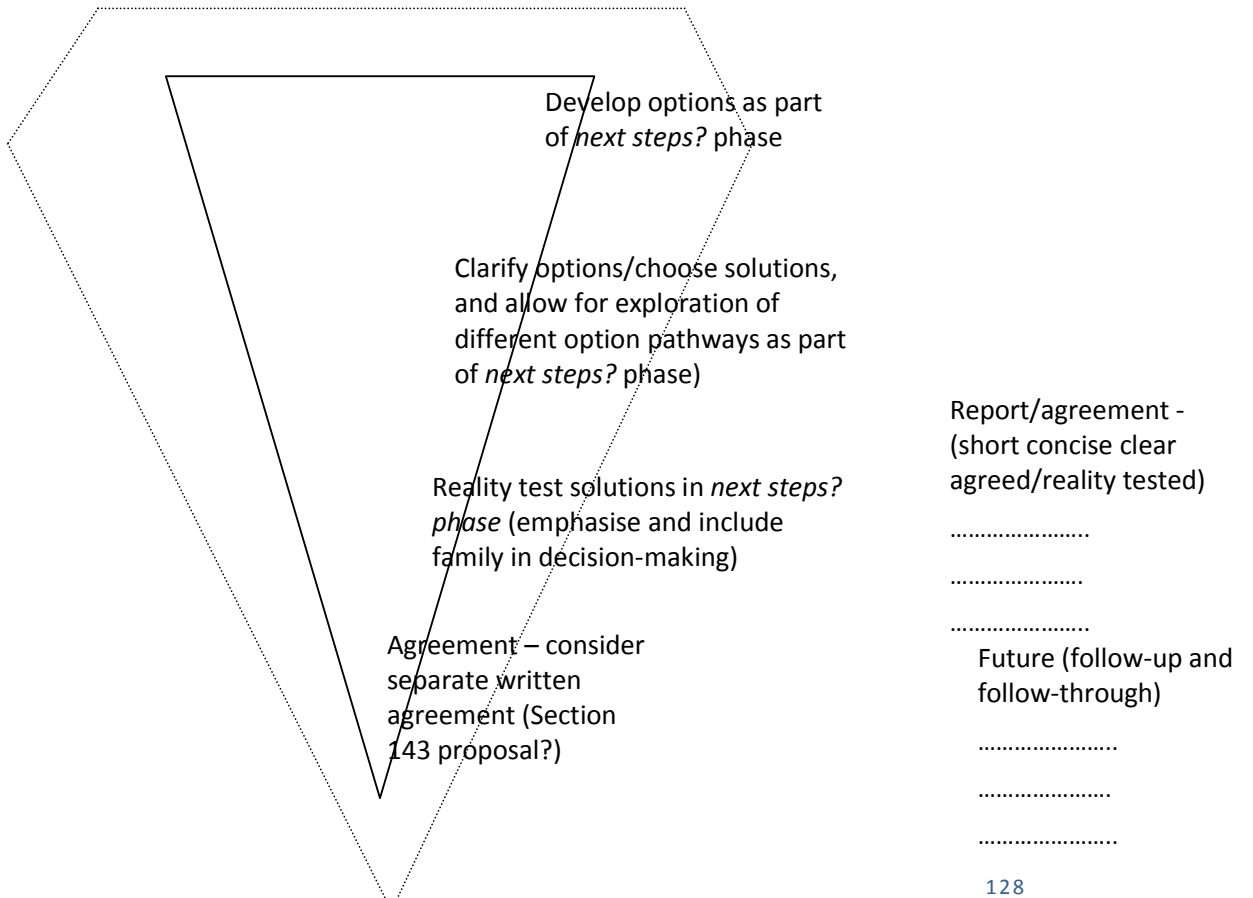 Develop options as part
of next steps? phase
Clarify options/choose solutions,
and allow for exploration of
different option pathways as part
of next steps? phase)
Reality test solutions in next steps?
phase (emphasise and include
family in decision-making)
Agreement – consider
separate written
agreement (Section
143 proposal?)
Report/agreement -
(short concise clear
agreed/reality tested)
…………………..
………………….
…………………..
Future (follow-up and
follow-through)
…………………..
………………….
…………………..
128